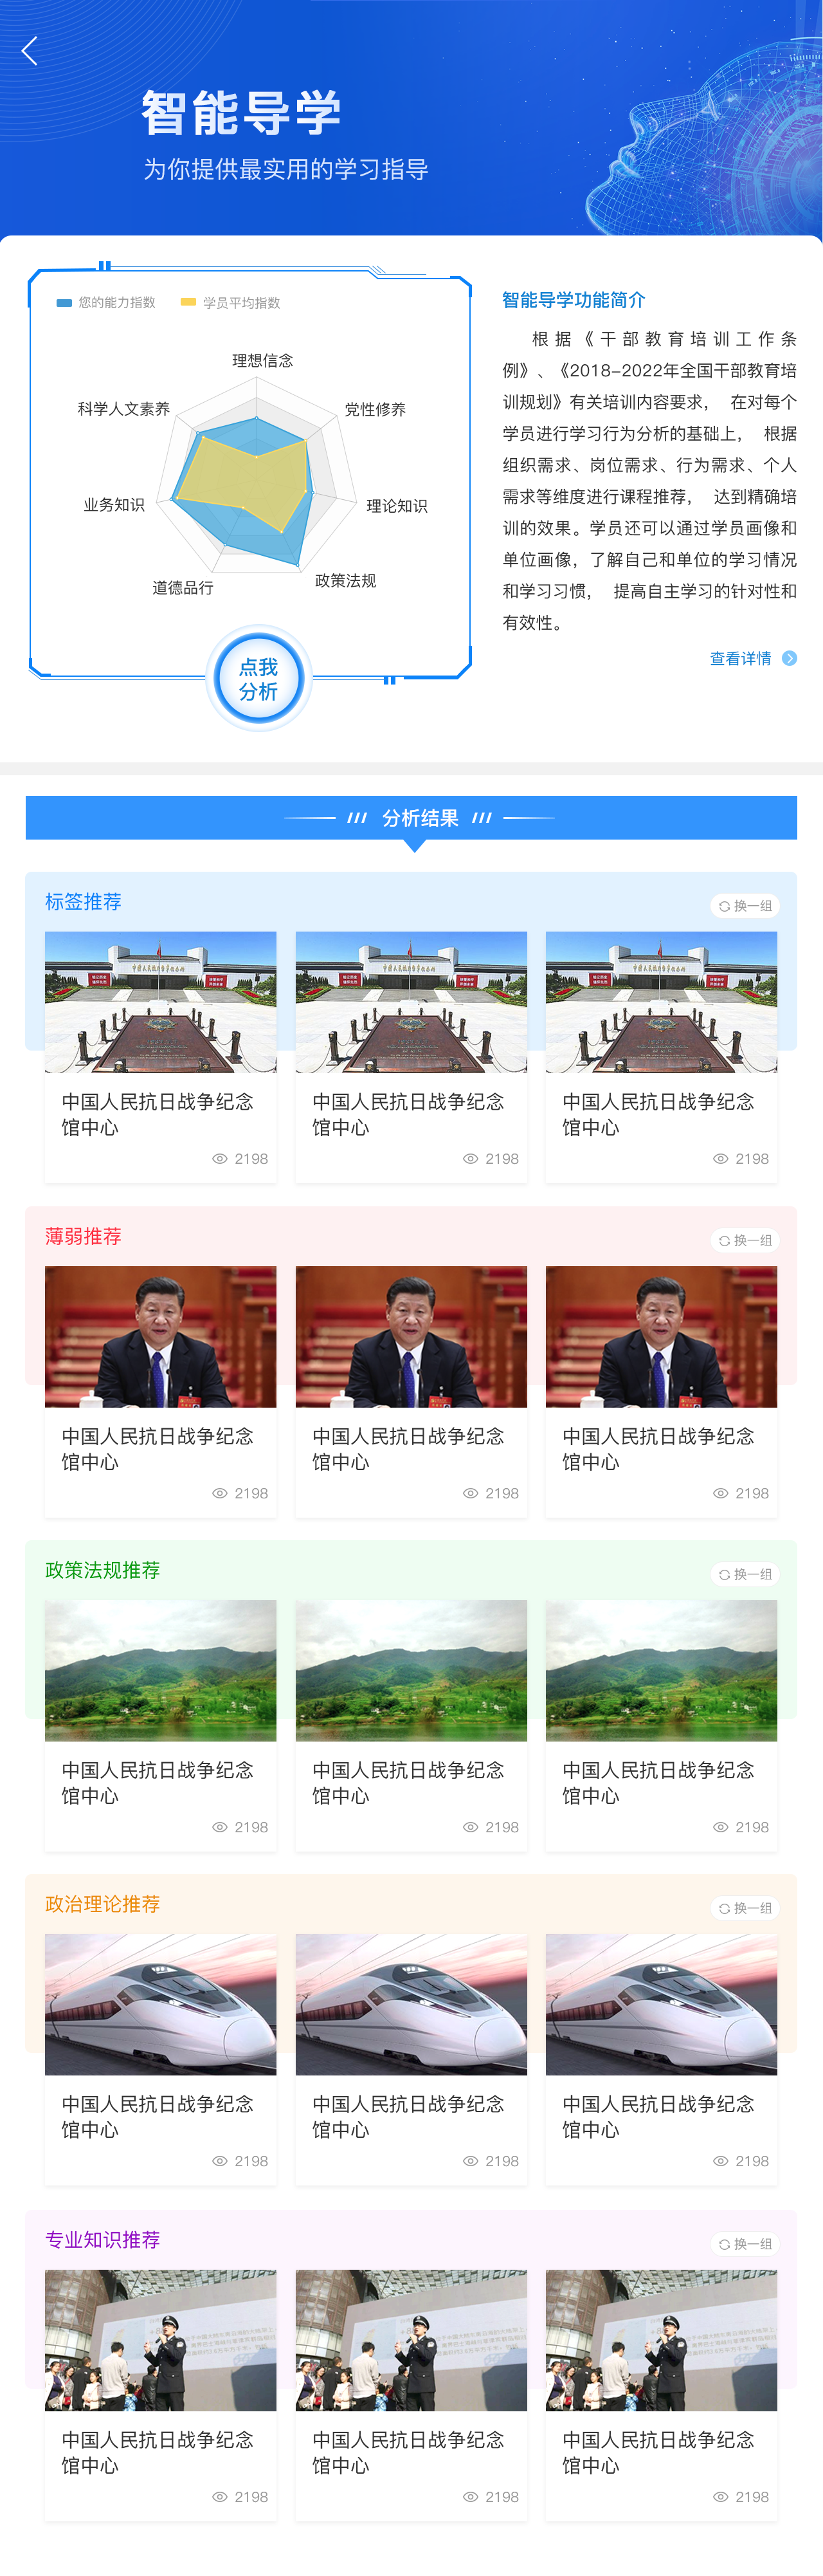 智能导学
为你提供最实用的学习指导
您的能力指数
学员平均指数
理想信念
科学人文素养
党性修养
业务知识
理论知识
道德品行
政策法规
点我
分析
智能导学功能简介
根据《干部教育培训工作条
例》、《2018-2022年全国干部教育培
训规划》有关培训内容要求， 在对每个
学员进行学习行为分析的基础上， 根据
组织需求、岗位需求、行为需求、个人
需求等维度进行课程推荐， 达到精确培
训的效果。学员还可以通过学员画像和
单位画像，了解自己和单位的学习情况
和学习习惯， 提高自主学习的针对性和
有效性。
查看详情
分析结果
标签推荐
换一组
中国人民抗日战争纪念
馆中心
2198
中国人民抗日战争纪念
馆中心
2198
中国人民抗日战争纪念
馆中心
2198
薄弱推荐
换一组
中国人民抗日战争纪念
馆中心
2198
中国人民抗日战争纪念
馆中心
2198
中国人民抗日战争纪念
馆中心
2198
政策法规推荐
换一组
中国人民抗日战争纪念
馆中心
2198
中国人民抗日战争纪念
馆中心
2198
中国人民抗日战争纪念
馆中心
2198
政治理论推荐
换一组
中国人民抗日战争纪念
馆中心
2198
中国人民抗日战争纪念
馆中心
2198
中国人民抗日战争纪念
馆中心
2198
专业知识推荐
换一组
中国人民抗日战争纪念
馆中心
2198
中国人民抗日战争纪念
馆中心
2198
中国人民抗日战争纪念
馆中心
2198